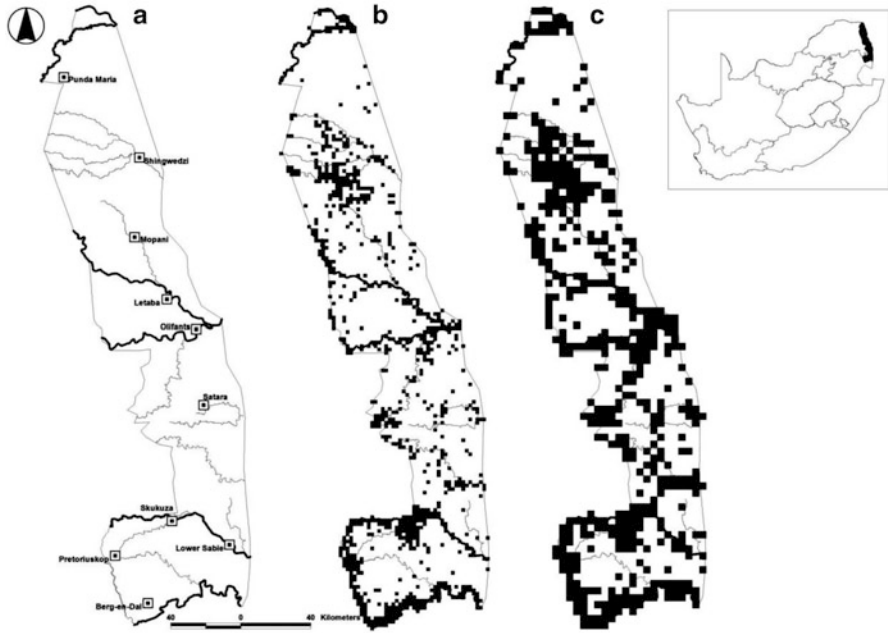 a
b
c
Punda Maria
Shingwedzi
Mopani
Letaba
Olifants
Satara
Skukuza
Lower Sabie
Pretoriuskop
Berg-en-Dal
40 0 40 Kilometers